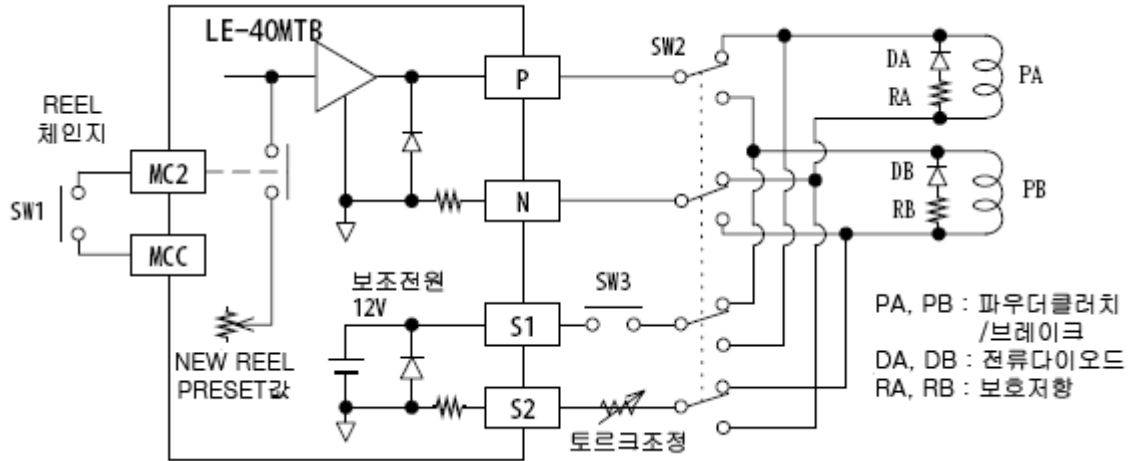 LE-40MTB
REEL
체인지
MC2
SW1
MCC
NEW REEL
PRESET값
P
N
보조전원
12V
S1
S2
SW2
SW3
토르크조정
DA
RA
PA
DB
RB
PB
PA, PB : 파우더클러치
/브레이크
DA, DB : 전류다이오드
RA, RB : 보호저항